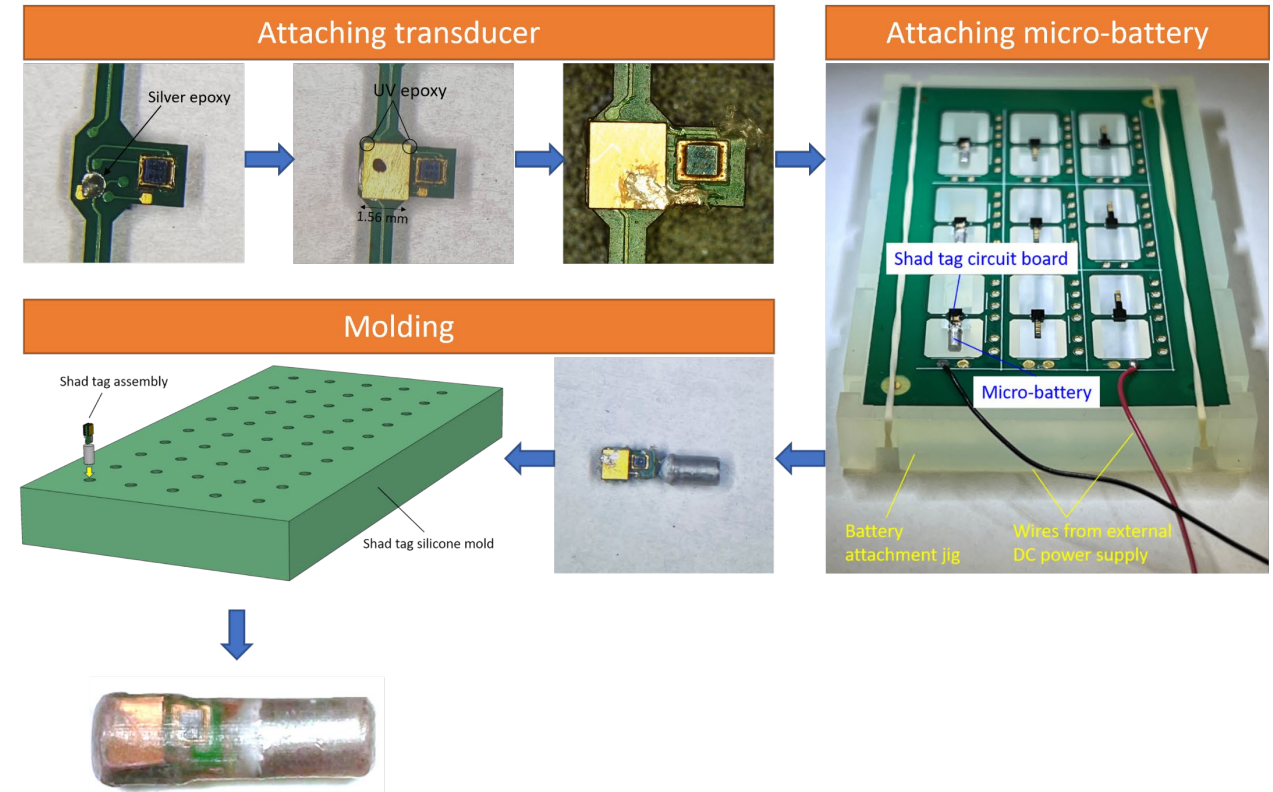 Attaching transducer
Attaching micro-battery
Silver epoxy
UV epoxy
1.56 mm
Shad tag circuit board
Micro-battery
Battery
attachment jig
Wires from external
DC power supply
Molding
Shad tag assembly
Shad tag silicone mold